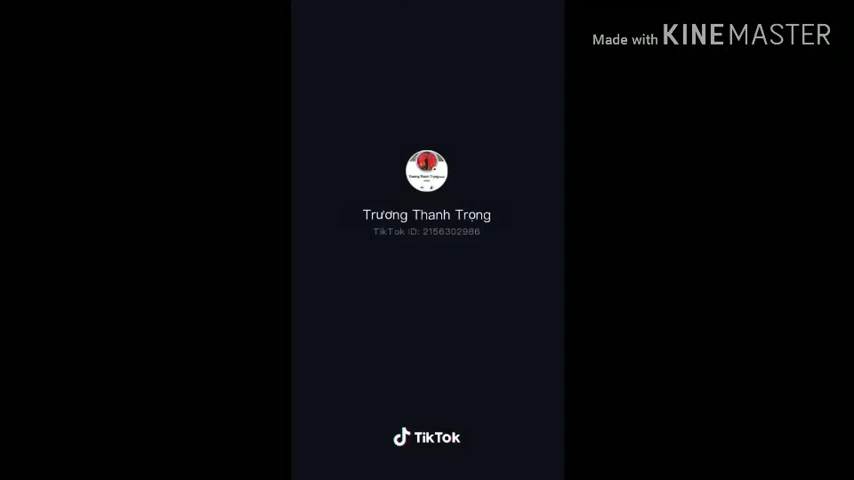 Made with KINEMASTER
Trương Thanh Trọng
TikTok ID: 2156302986
TikTok